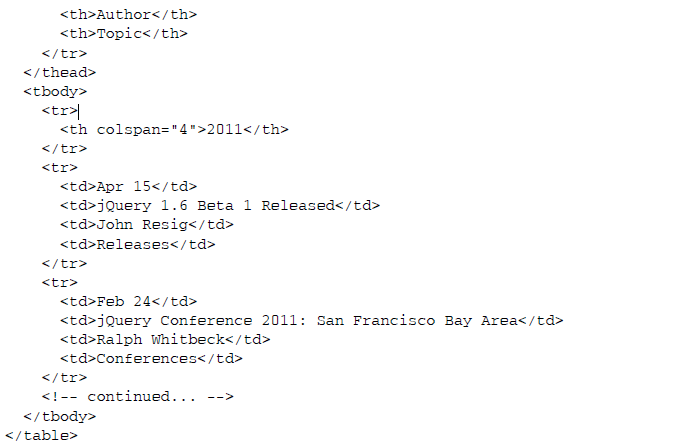 <th>Author</th>
      <th>Topic</th>
    </tr>
  </thead>
  <tbody>
    <tr>
      <th colspan="4">2011</th>
    </tr>
    <tr>
      <td>Apr 15</td>
      <td>jQuery 1.6 Beta 1 Released</td>
      <td>John Resig</td>
      <td>Releases</td>
    </tr>
    <tr>
      <td>Feb 24</td>
      <td>jQuery Conference 2011: San Francisco Bay Area</td>
      <td>Ralph Whitbeck</td>
      <td>Conferences</td>
    </tr>
    <!-- continued... -->
  </tbody>
</table>